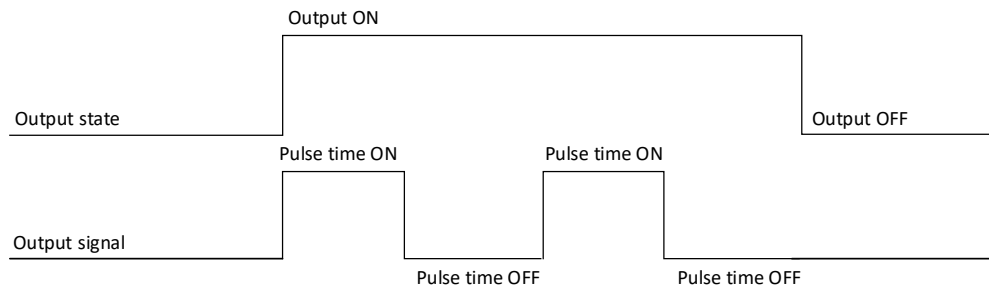 Output ON
Output state
Output OFF
Pulse time ON
Pulse time ON
Output signal
Pulse time OFF
Pulse time OFF